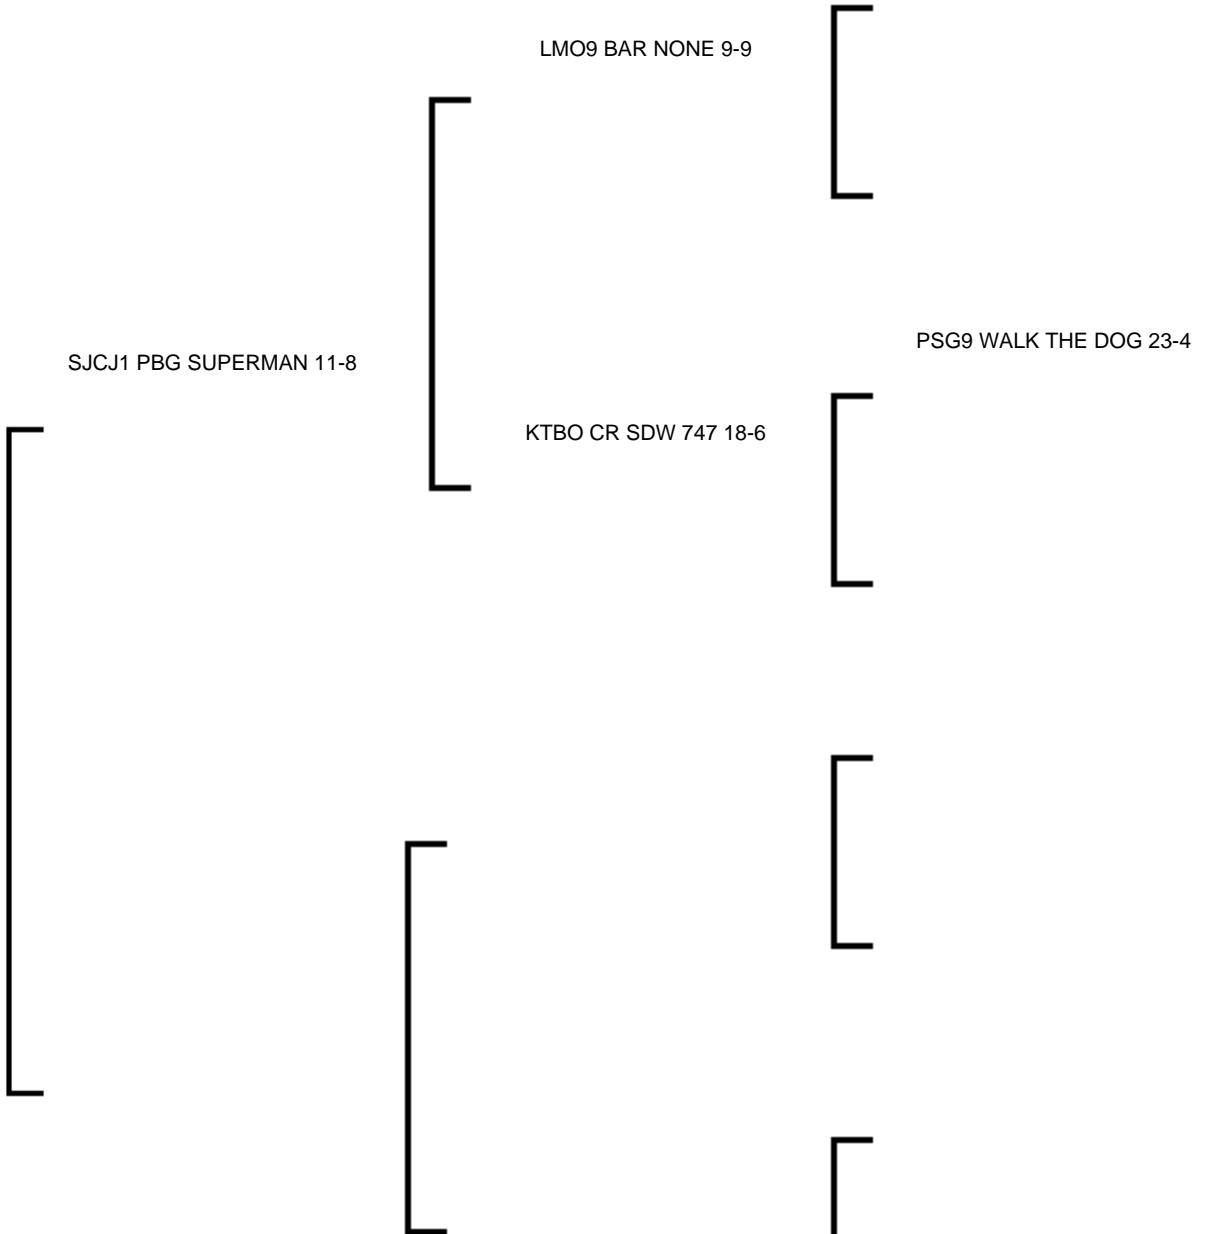 LMO9 BAR NONE 9-9
PSG9 WALK THE DOG 23-4
SJCJ1 PBG SUPERMAN 11-8
KTBO CR SDW 747 18-6